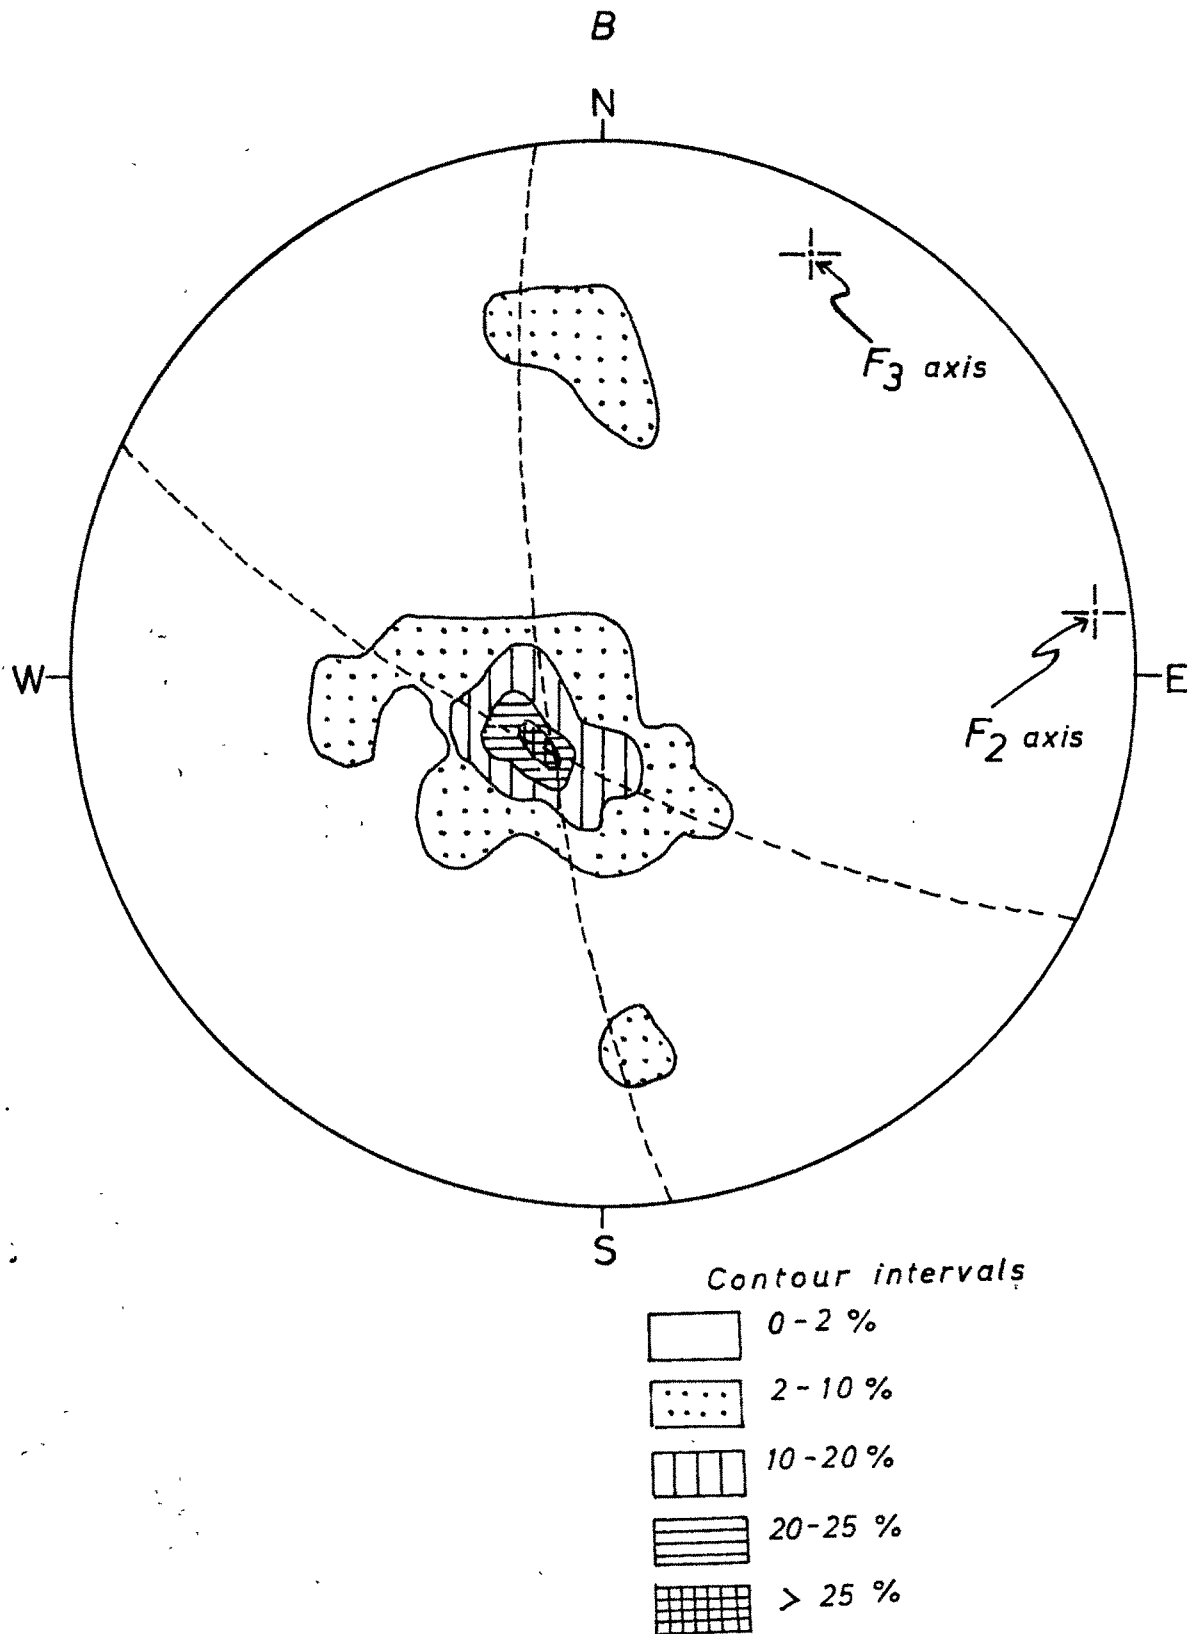 B
N
F3 axis
W
E
F2 axis
S
Contour intervals
0-2 %
2-10 %
10-20 %
20-25 %
> 25 %